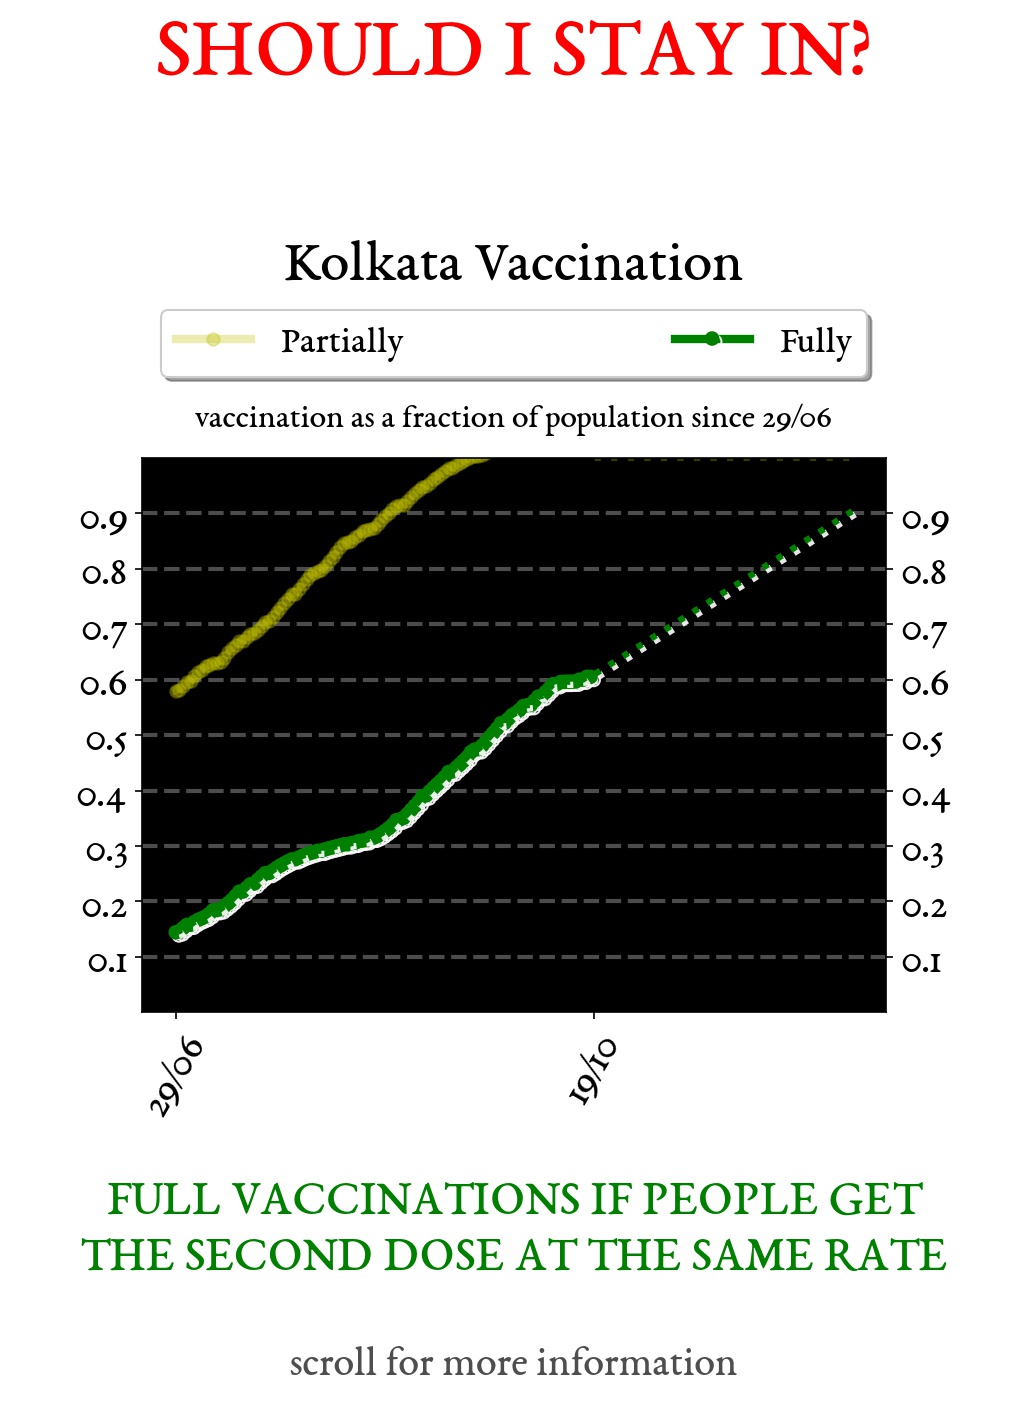 SHOULD I STAY IN?
Kolkata Vaccination
Partially Fully
vaccination as a fraction of population since 29/06
0.9 0.9
0.8 0.8
0.7 0.7
0.6 0.6
0.5 0.5
0.4 0.4
0.3 0.3
0.2 0.2
0.1 0.1
29/06 19/10
FULL VACCINATIONS IF PEOPLE GET
THE SECOND DOSE AT THE SAME RATE
scroll for more information